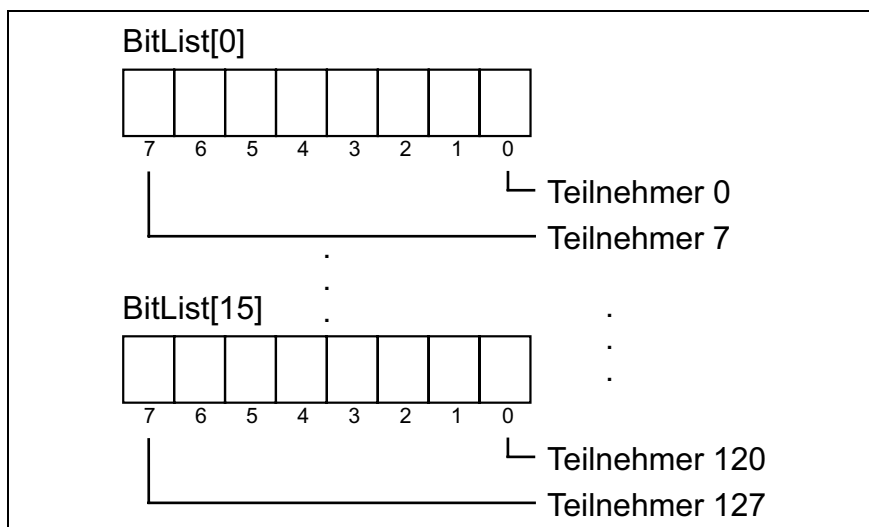 BitList[0]
7 6 5 4 3 2 1 0
Teilnehmer 0
Teilnehmer 7
.
.
.
BitList[15]
.
.
.
7 6 5 4 3 2 1 0
Teilnehmer 120
Teilnehmer 127